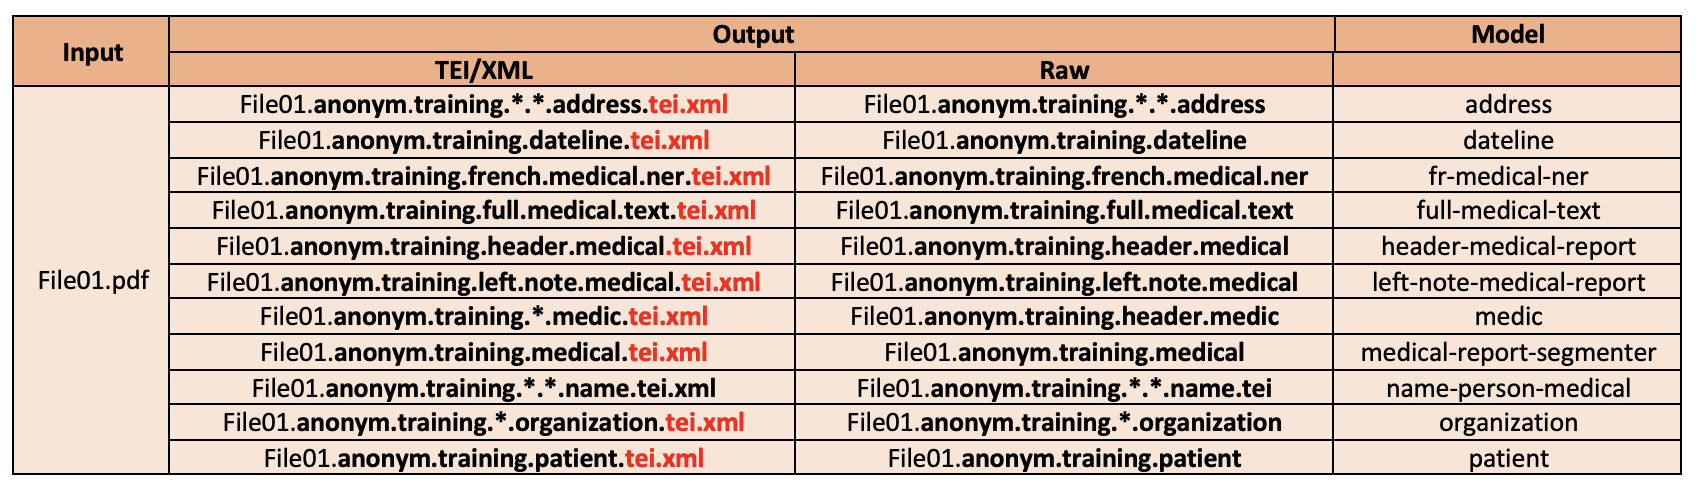 Input Output Model
TEI/XML Raw
File01.pdf
File01.anonym.training.*.*.address.tei.xml File01.anonym.training.*.*.address address
File01.anonym.training.dateline.tei.xml File01.anonym.training.dateline dateline
File01.anonym.training.french.medical.ner.tei.xml File01.anonym.training.french.medical.ner fr-medical-ner
File01.anonym.training.full.medical.text.tei.xml File01.anonym.training.full.medical.text full-medical-text
File01.anonym.training.header.medical.tei.xml File01.anonym.training.header.medical header-medical-report
File01.anonym.training.left.note.medical.tei.xml File01.anonym.training.left.note.medical left-note-medical-report
File01.anonym.training.*.medic.tei.xml File01.anonym.training.header.medic medic
File01.anonym.training.medical.tei.xml File01.anonym.training.medical medical-report-segmenter
File01.anonym.training.*.*.name.tei.xml File01.anonym.training.*.*.name.tei name-person-medical
File01.anonym.training.*.organization.tei.xml File01.anonym.training.*.organization organization
File01.anonym.training.patient.tei.xml File01.anonym.training.patient patient